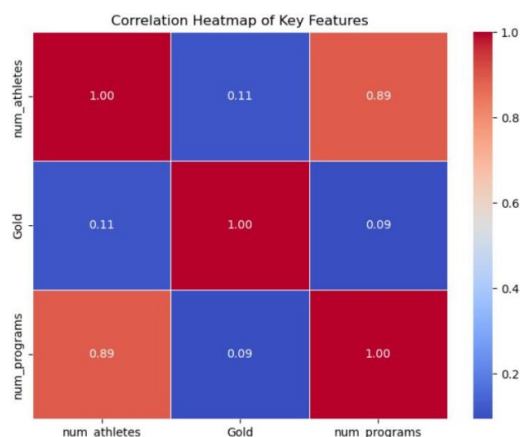 Correlation Heatmap of Key Features
num_athletes
1.00
0.11
0.89
Gold
0.11
1.00
0.09
num_programs
0.89
0.09
1.00
num_athletes
Gold
num_programs
1.0
0.8
0.6
0.4
0.2